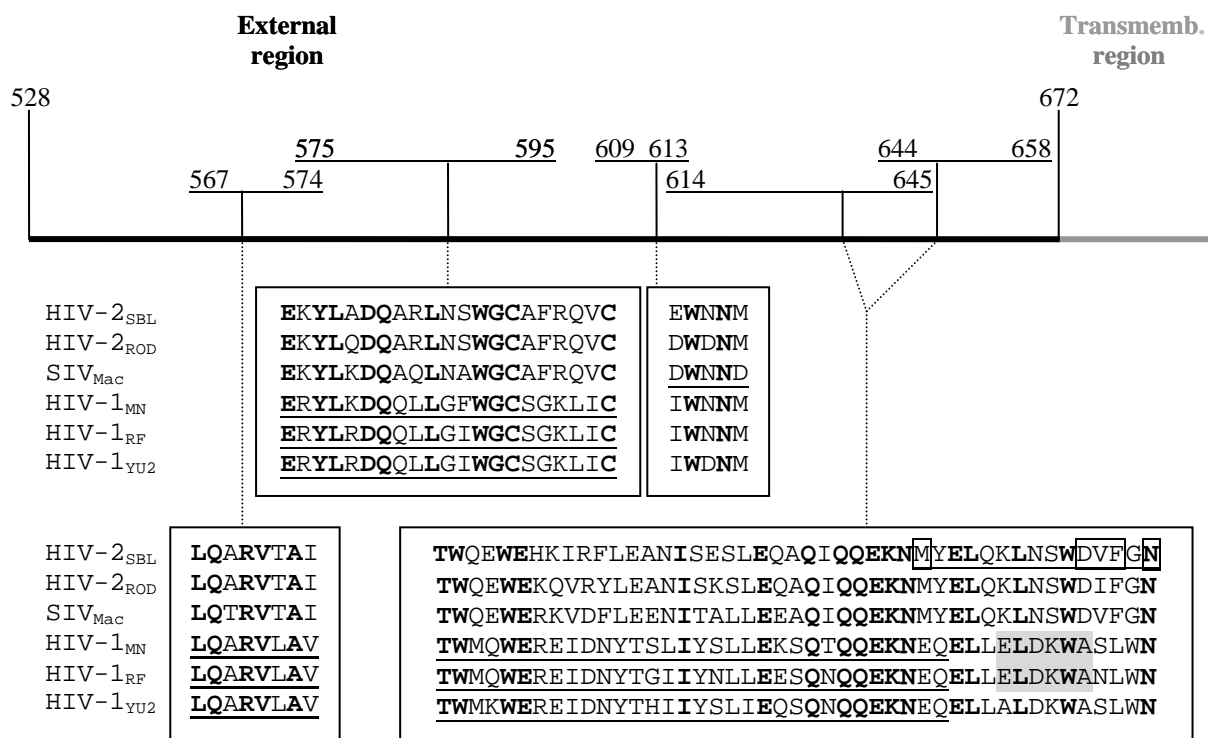 External Transmemb.
region region
528 672
575 595 609 613 644 658
567 574 614 645
HIV-2SBL EKYLADQARLNSWGCAFRQVC EWNNM
HIV-2ROD EKYLQDQARLNSWGCAFRQVC DWDNM
SIVMac EKYLKDQAQLNAWGCAFRQVC DWNND
HIV-1MN ERYLKDQQLLGFWGCSGKLIC IWNNM
HIV-1RF ERYLRDQQLLGIWGCSGKLIC IWNNM
HIV-1YU2 ERYLRDQQLLGIWGCSGKLIC IWDNM
HIV-2SBL LQARVTAI TWQEWEHKIRFLEANISESLEQAQIQQEKNMYELQKLNSWDVFGN
HIV-2ROD LQARVTAI TWQEWEKQVRYLEANISKSLEQAQIQQEKNMYELQKLNSWDIFGN
SIVMac LQTRVTAI TWQEWERKVDFLEENITALLEEAQIQQEKNMYELQKLNSWDVFGN
HIV-1MN LQARVLAV TWMQWEREIDNYTSLIYSLLEKSQTQQEKNEQELLELDKWASLWN
HIV-1RF LQARVLAV TWMQWEREIDNYTGIIYNLLEESQNQQEKNEQELLELDKWANLWN
HIV-1YU2 LQARVLAV TWMKWEREIDNYTHIIYSLIEQSQNQQEKNEQELLALDKWASLWN